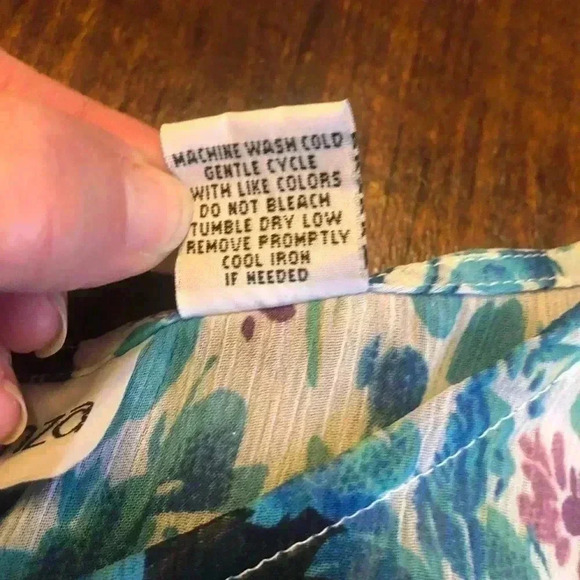 MACHINE WASH COLD
GENTLE CYCLE
WITH LIKE COLORS
DO NOT BLEACH
TUMBLE DRY LOW
REMOVE PROMPTLY
COOL IRON
IF NEEDED